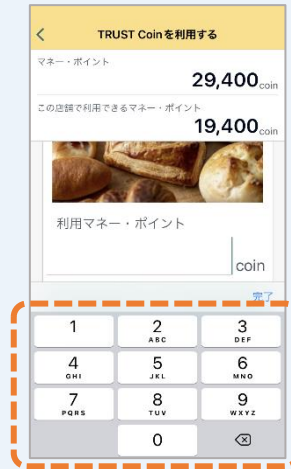 TRUST Coinを利用する
マネー・ポイント
29,400coin
この店舗で利用できるマネー・ポイント
19,400coin
利用マネー・ポイント
coin
完了
1 2 3
ABC DEF
4 5 6
GHI JKL MNO
7 8 9
PQRS TUV WXYZ
0